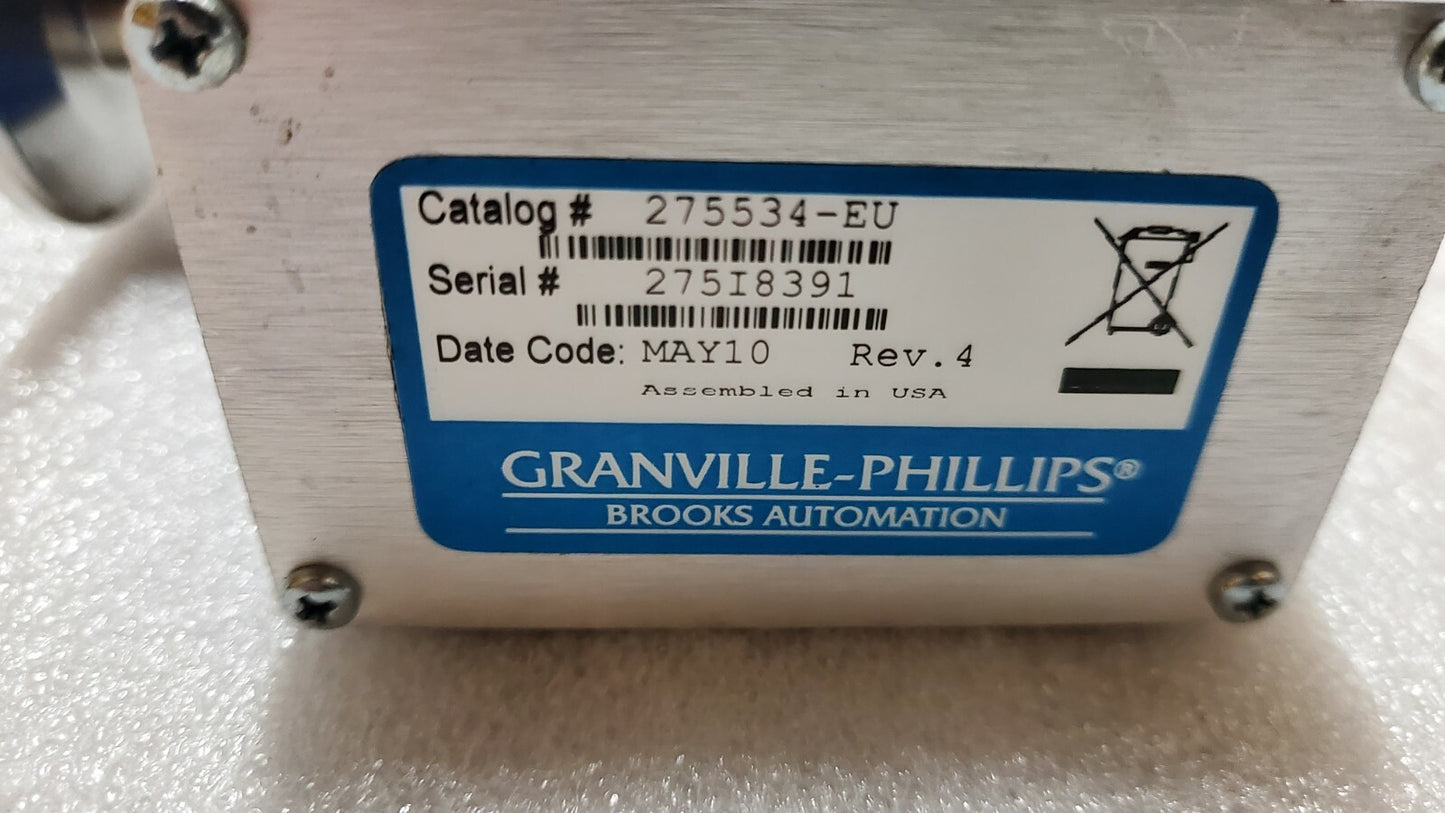 Catalog # 275534-EU
Serial # 275I8391
Date Code: MAY10 Rev.4
Assembled in USA
GRANVILLE-PHILLIPS®
BROOKS AUTOMATION